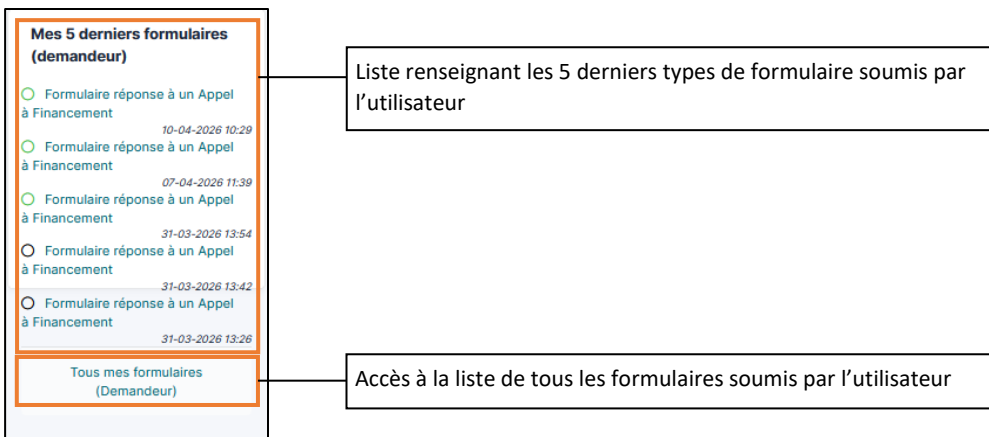 Mes 5 derniers formulaires
(demandeur)
Formulaire réponse à un Appel
à Financement
10-04-2026 10:29
Formulaire réponse à un Appel
à Financement
07-04-2026 11:39
Formulaire réponse à un Appel
à Financement
31-03-2026 13:54
Formulaire réponse à un Appel
à Financement
31-03-2026 13:42
Formulaire réponse à un Appel
à Financement
31-03-2026 13:26
Tous mes formulaires
(Demandeur)
Liste renseignant les 5 derniers types de formulaire soumis par
l’utilisateur
Accès à la liste de tous les formulaires soumis par l’utilisateur